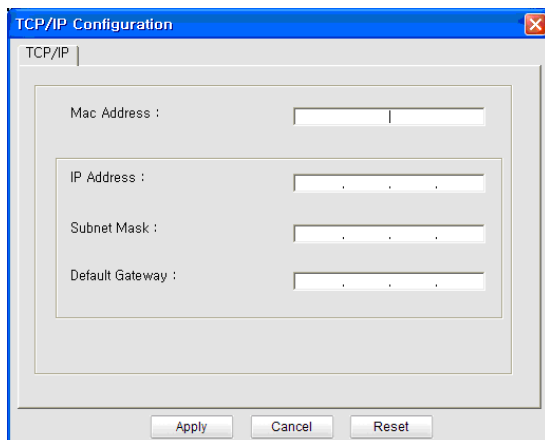 TCP/IP Configuration
TCP/IP
Mac Address :
IP Address :
. . .
Subnet Mask :
. . .
Default Gateway :
. . .
Apply Cancel Reset